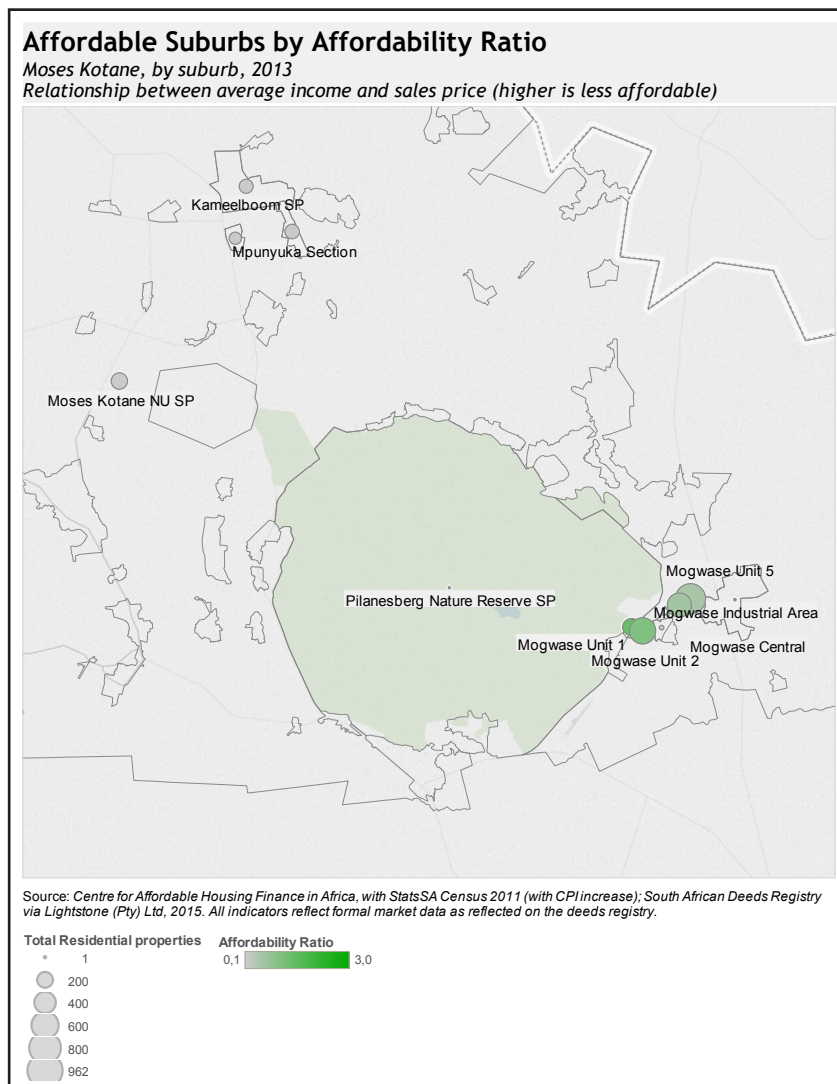 Affordable Suburbs by Affordability Ratio
Moses Kotane, by suburb, 2013
Relationship between average income and sales price (higher is less affordable)
Kameelboom SP
Mpunyuka Section
Moses Kotane NU SP
Mogwase Unit 5
Pilanesberg Nature Reserve SP
Mogwase Industrial Area
Mogwase Unit 1
Mogwase Central
Mogwase Unit 2
Source: Centre for Affordable Housing Finance in Africa, with StatsSA Census 2011 (with CPI increase); South African Deeds Registry
via Lightstone (Pty) Ltd, 2015. All indicators reflect formal market data as reflected on the deeds registry.
Total Residential properties
1
200
400
600
800
962
Affordability Ratio
0,1 3,0